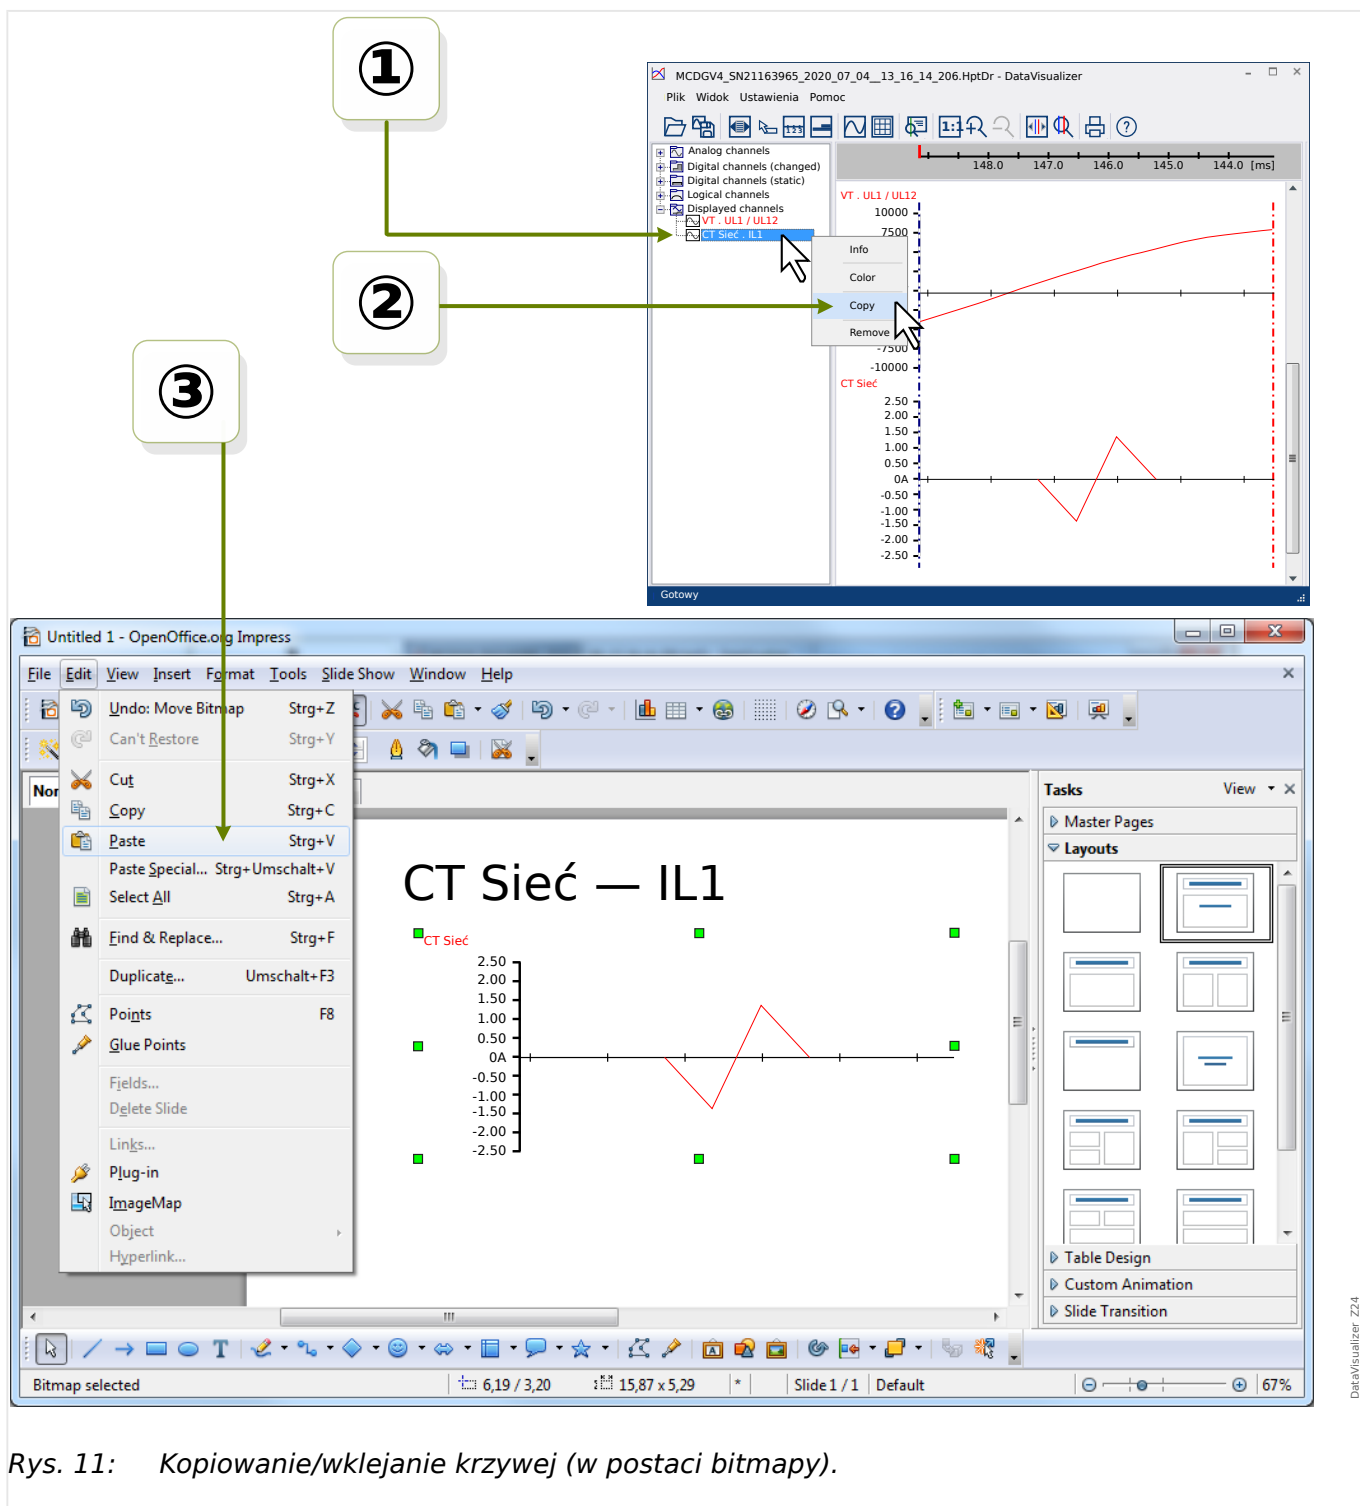 ①
MCDGV4_SN21163965_2020_07_04__13_16_14_206.HptDr - DataVisualizer
Plik Widok Ustawienia Pomoc
Analog channels
Digital channels (changed)
Digital channels (static)
Logical channels
Displayed channels
VT . UL1 / UL12
CT Sieć . IL1
148.0 147.0 146.0 145.0 144.0 [ms]
VT . UL1 / UL12
10000
7500
-7500
-10000
Info
Color
Copy
Remove
CT Sieć
2.50
2.00
1.50
1.00
0.50
0A
-0.50
-1.00
-1.50
-2.00
-2.50
Gotowy
②
③
Untitled 1 - OpenOffice.org Impress
File Edit View Insert Format Tools Slide Show Window Help
Undo: Move Bitmap Strg+Z
Can't Restore Strg+Y
Cut Strg+X
Copy Strg+C
Paste Strg+V
Paste Special... Strg+Umschalt+V
Select All Strg+A
Find & Replace... Strg+F
Duplicate... Umschalt+F3
Points F8
Glue Points
Fields...
Delete Slide
Links...
Plug-in
ImageMap
Object
Hyperlink...
Nor
CT Sieć — IL1
CT Sieć
2.50
2.00
1.50
1.00
0.50
0A
-0.50
-1.00
-1.50
-2.00
-2.50
Tasks View
Master Pages
Layouts
Table Design
Custom Animation
Slide Transition
Bitmap selected 6,19 / 3,20 15,87 x 5,29 * Slide 1 / 1 Default 67%
DataVisualizer_Z24
Rys. 11: Kopiowanie/wklejanie krzywej (w postaci bitmapy).